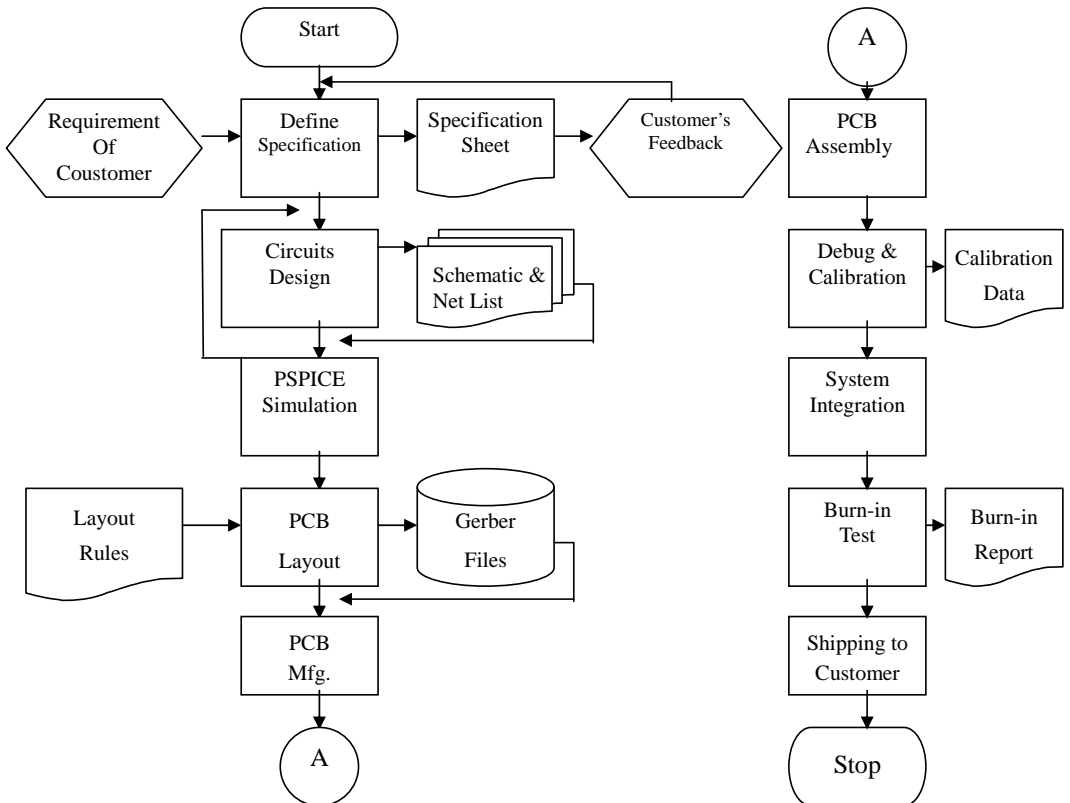 Start
Requirement
Of
Coustomer
Define
Specification
Specification
Sheet
Customer's
Feedback
Circuits
Design
Schematic &
Net List
PSPICE
Simulation
Layout
Rules
PCB
Layout
Gerber
Files
PCB
Mfg.
A
A
PCB
Assembly
Debug &
Calibration
Calibration
Data
System
Integration
Burn-in
Test
Burn-in
Report
Shipping to
Customer
Stop